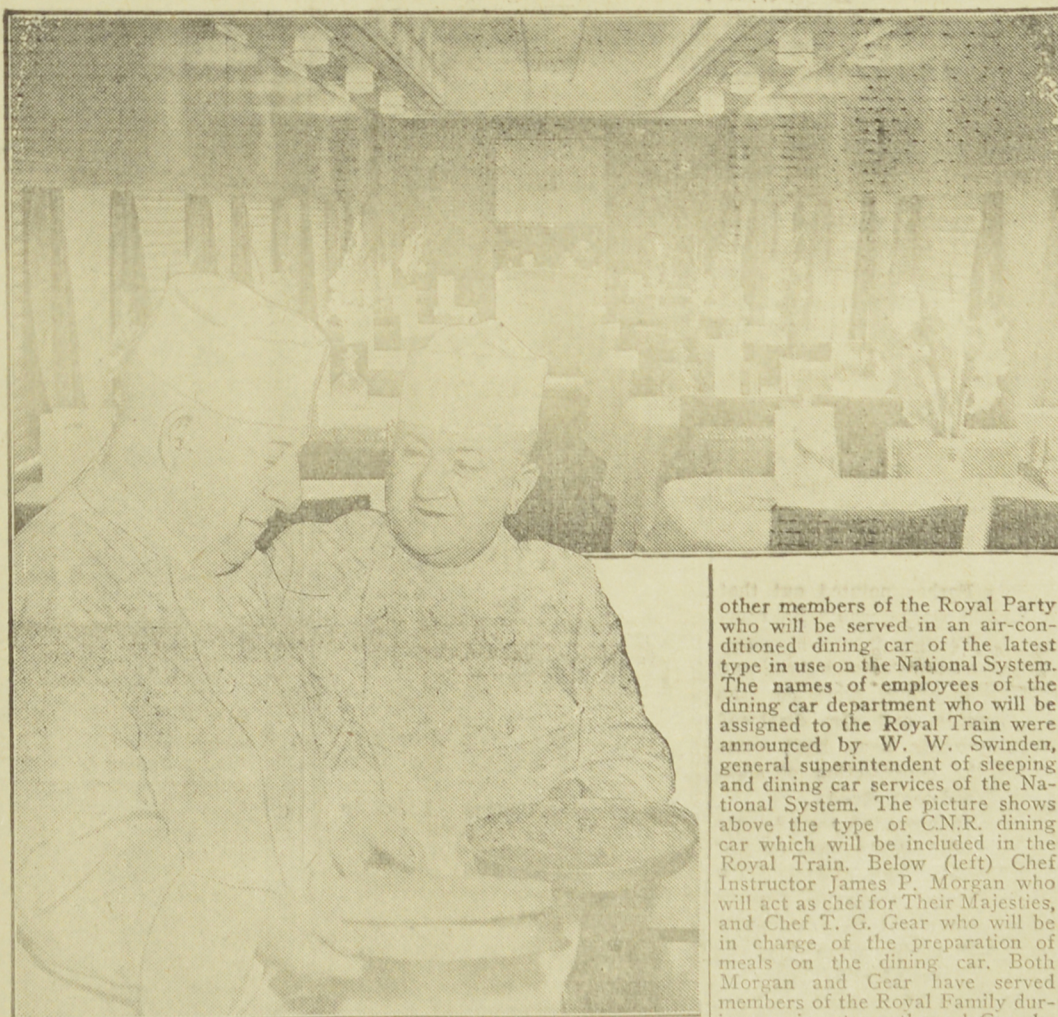 other members of the Royal Party
who will be served in an air-con-
ditioned dining car of the latest
type in use on the National System.
The names of employees of the
dining car department who will be
assigned to the Royal Train were
announced by W. W. Swinden,
general superintendent of sleeping
and dining car services of the Na-
tional System. The picture shows
above the type of C.N.R. dining
car which will be included in the
Royal Train. Below (left) Chef
Instructor James P. Morgan who
will act as chef for Their Majesties,
and Chef T. G. Gear who will be
in charge of the preparation of
meals on the dining car. Both
Morgan and Gear have served
members of the Royal Family dur-